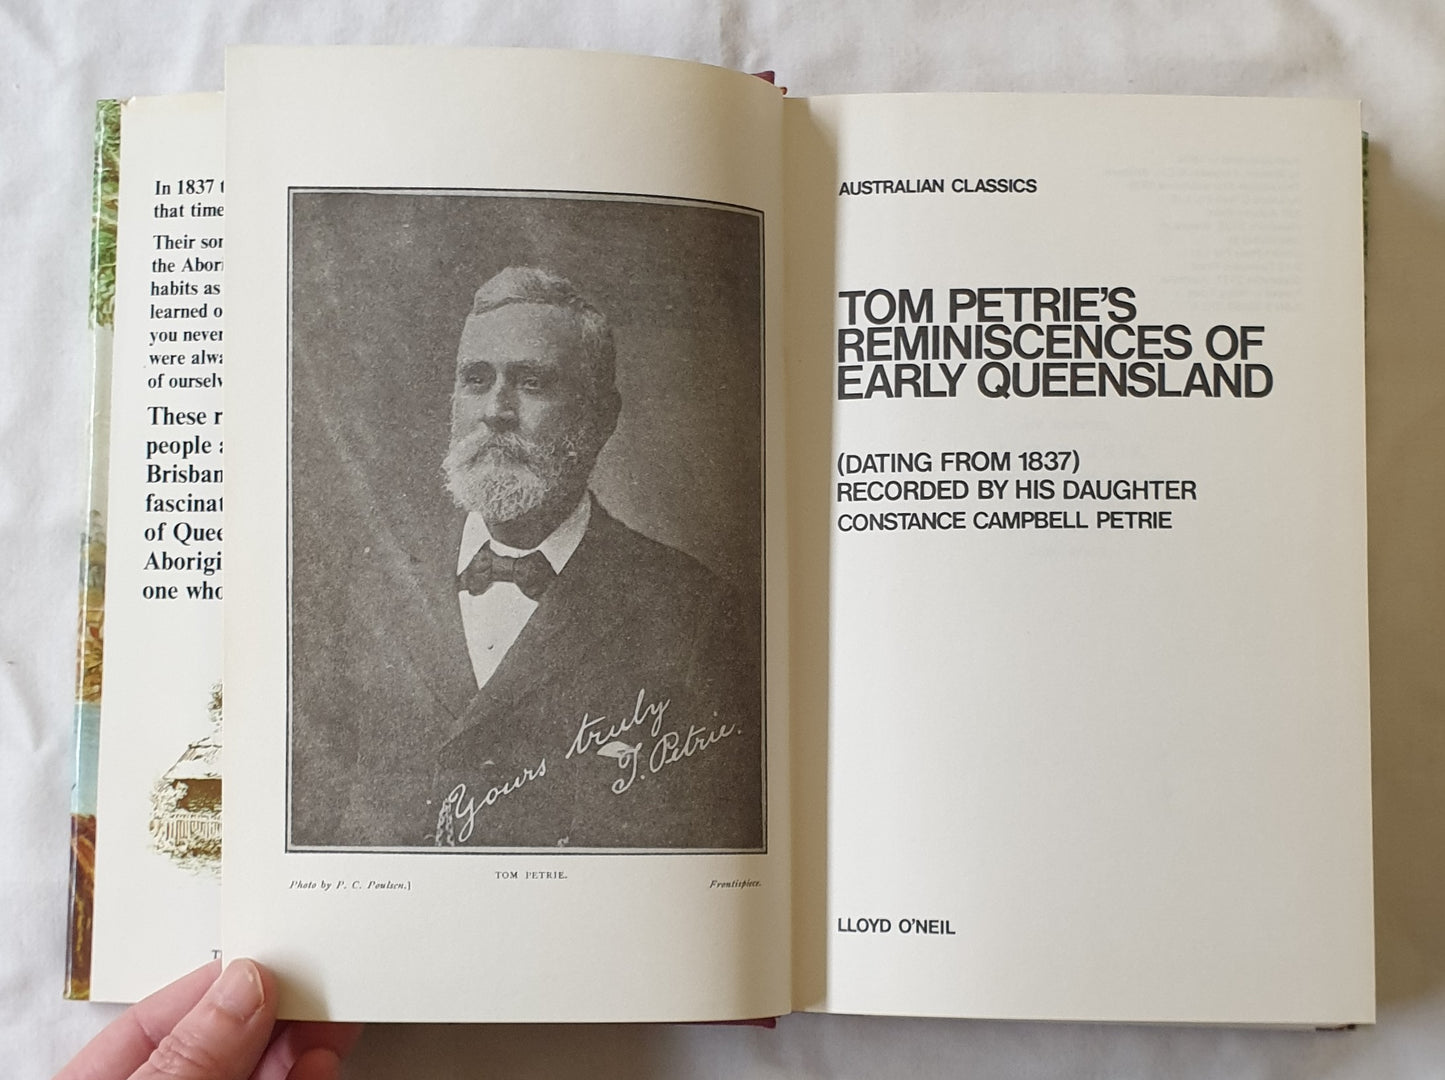 In 1837 t
that time
Their son
the Abori
habits as
learned o
you never
were alwa
of ourselv
These r
people a
Brisban
fascinat
of Quee
Aborigi
one who
Yours truly
T. Petrie.
TOM PETRIE.
Photo by P. C. Poulsen.]
Frontispiece.
AUSTRALIAN CLASSICS
TOM PETRIE'S
REMINISCENCES OF
EARLY QUEENSLAND
(DATING FROM 1837)
RECORDED BY HIS DAUGHTER
CONSTANCE CAMPBELL PETRIE
LLOYD O'NEIL